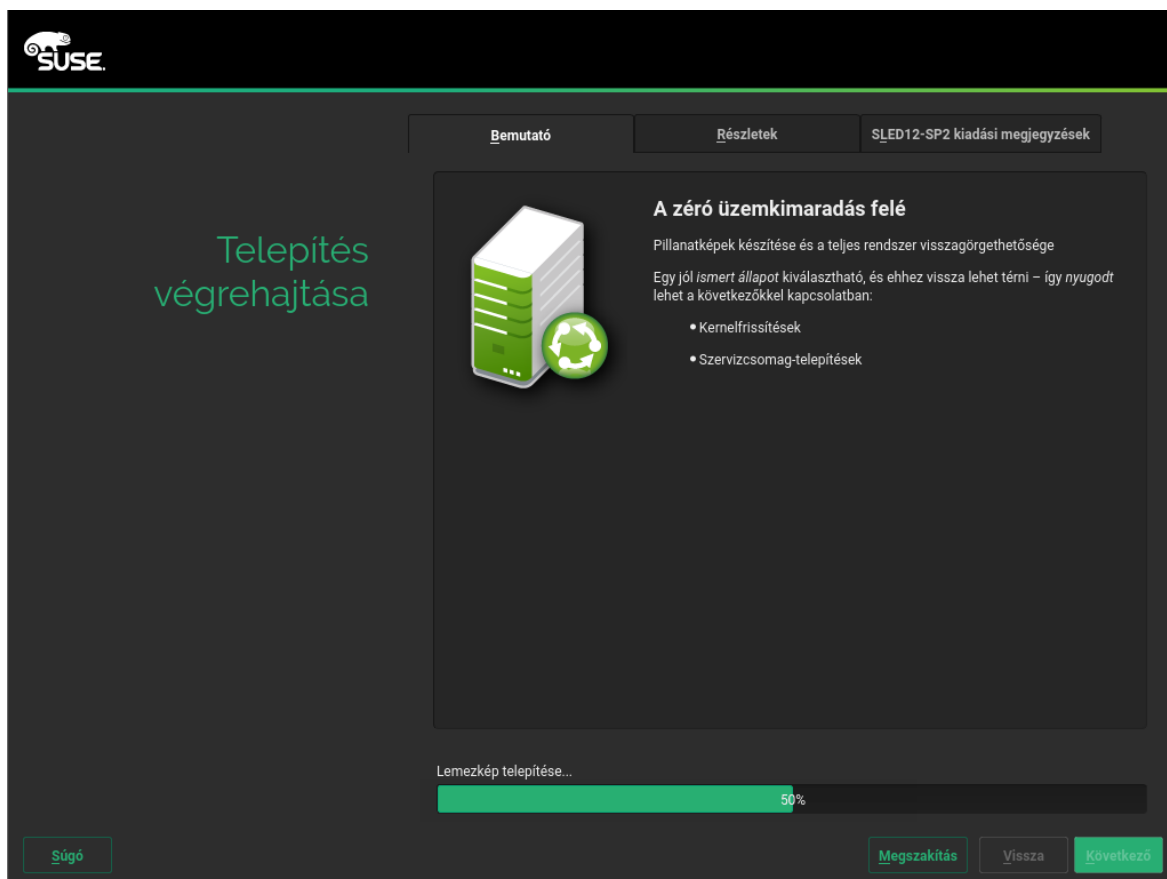 SUSE.
Bemutató
Részletek
SLED12-SP2 kiadási megjegyzések
Telepítés
végrehajtása
A zéró üzemkimaradás felé
Pillanatképek készítése és a teljes rendszer visszagörgethetősége
Egy jól ismert állapot kiválasztható, és ehhez vissza lehet térni – így nyugodt
lehet a következőkkel kapcsolatban:
• Kernelfrissítések
• Szervizcsomag-telepítések
Lemezkép telepítése...
50%
Súgó
Megszakítás
Vissza
Következő